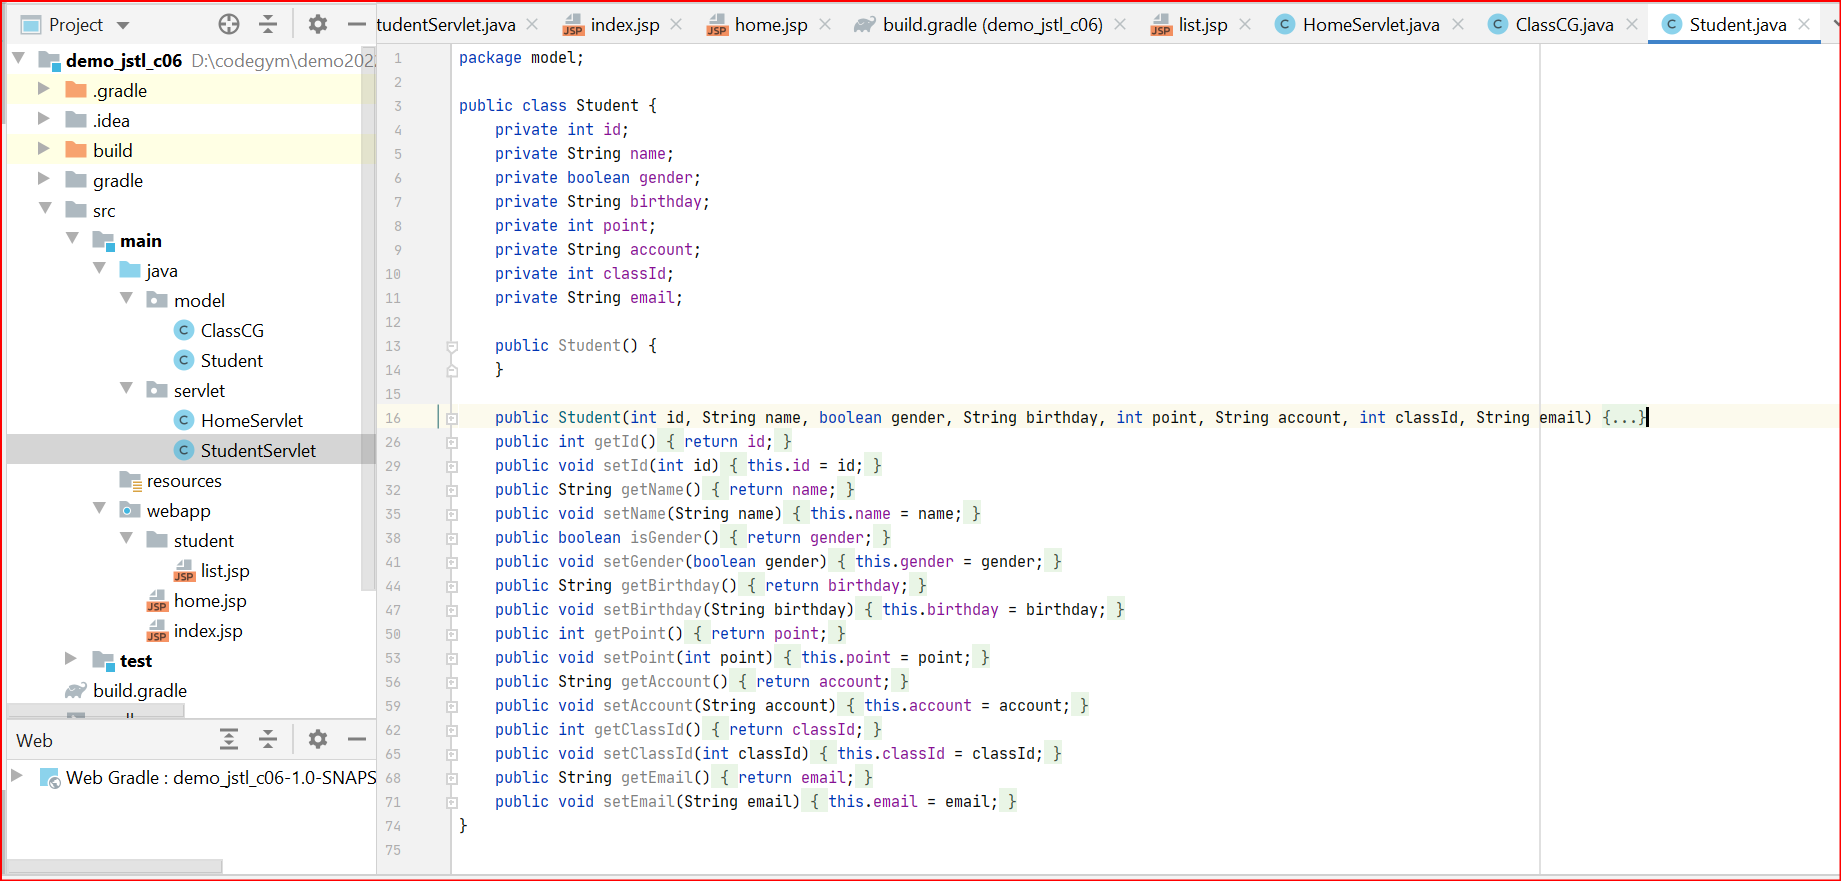 Project
demo_jstl_c06 D:\codegym\demo202
.gradle
.idea
build
gradle
src
main
java
model
ClassCG
Student
servlet
HomeServlet
StudentServlet
resources
webapp
student
list.jsp
home.jsp
index.jsp
test
build.gradle
Web
Web Gradle : demo_jstl_c06-1.0-SNAPS
tudentServlet.java index.jsp home.jsp build.gradle (demo_jstl_c06) list.jsp HomeServlet.java ClassCG.java Student.java
1 package model;
2
3 public class Student {
4 private int id;
5 private String name;
6 private boolean gender;
7 private String birthday;
8 private int point;
9 private String account;
10 private int classId;
11 private String email;
12
13 public Student() {
14 }
15
16 public Student(int id, String name, boolean gender, String birthday, int point, String account, int classId, String email) {...}
26 public int getId() { return id; }
29 public void setId(int id) { this.id = id; }
32 public String getName() { return name; }
35 public void setName(String name) { this.name = name; }
38 public boolean isGender() { return gender; }
41 public void setGender(boolean gender) { this.gender = gender; }
44 public String getBirthday() { return birthday; }
47 public void setBirthday(String birthday) { this.birthday = birthday; }
50 public int getPoint() { return point; }
53 public void setPoint(int point) { this.point = point; }
56 public String getAccount() { return account; }
59 public void setAccount(String account) { this.account = account; }
62 public int getClassId() { return classId; }
65 public void setClassId(int classId) { this.classId = classId; }
68 public String getEmail() { return email; }
71 public void setEmail(String email) { this.email = email; }
74 }
75